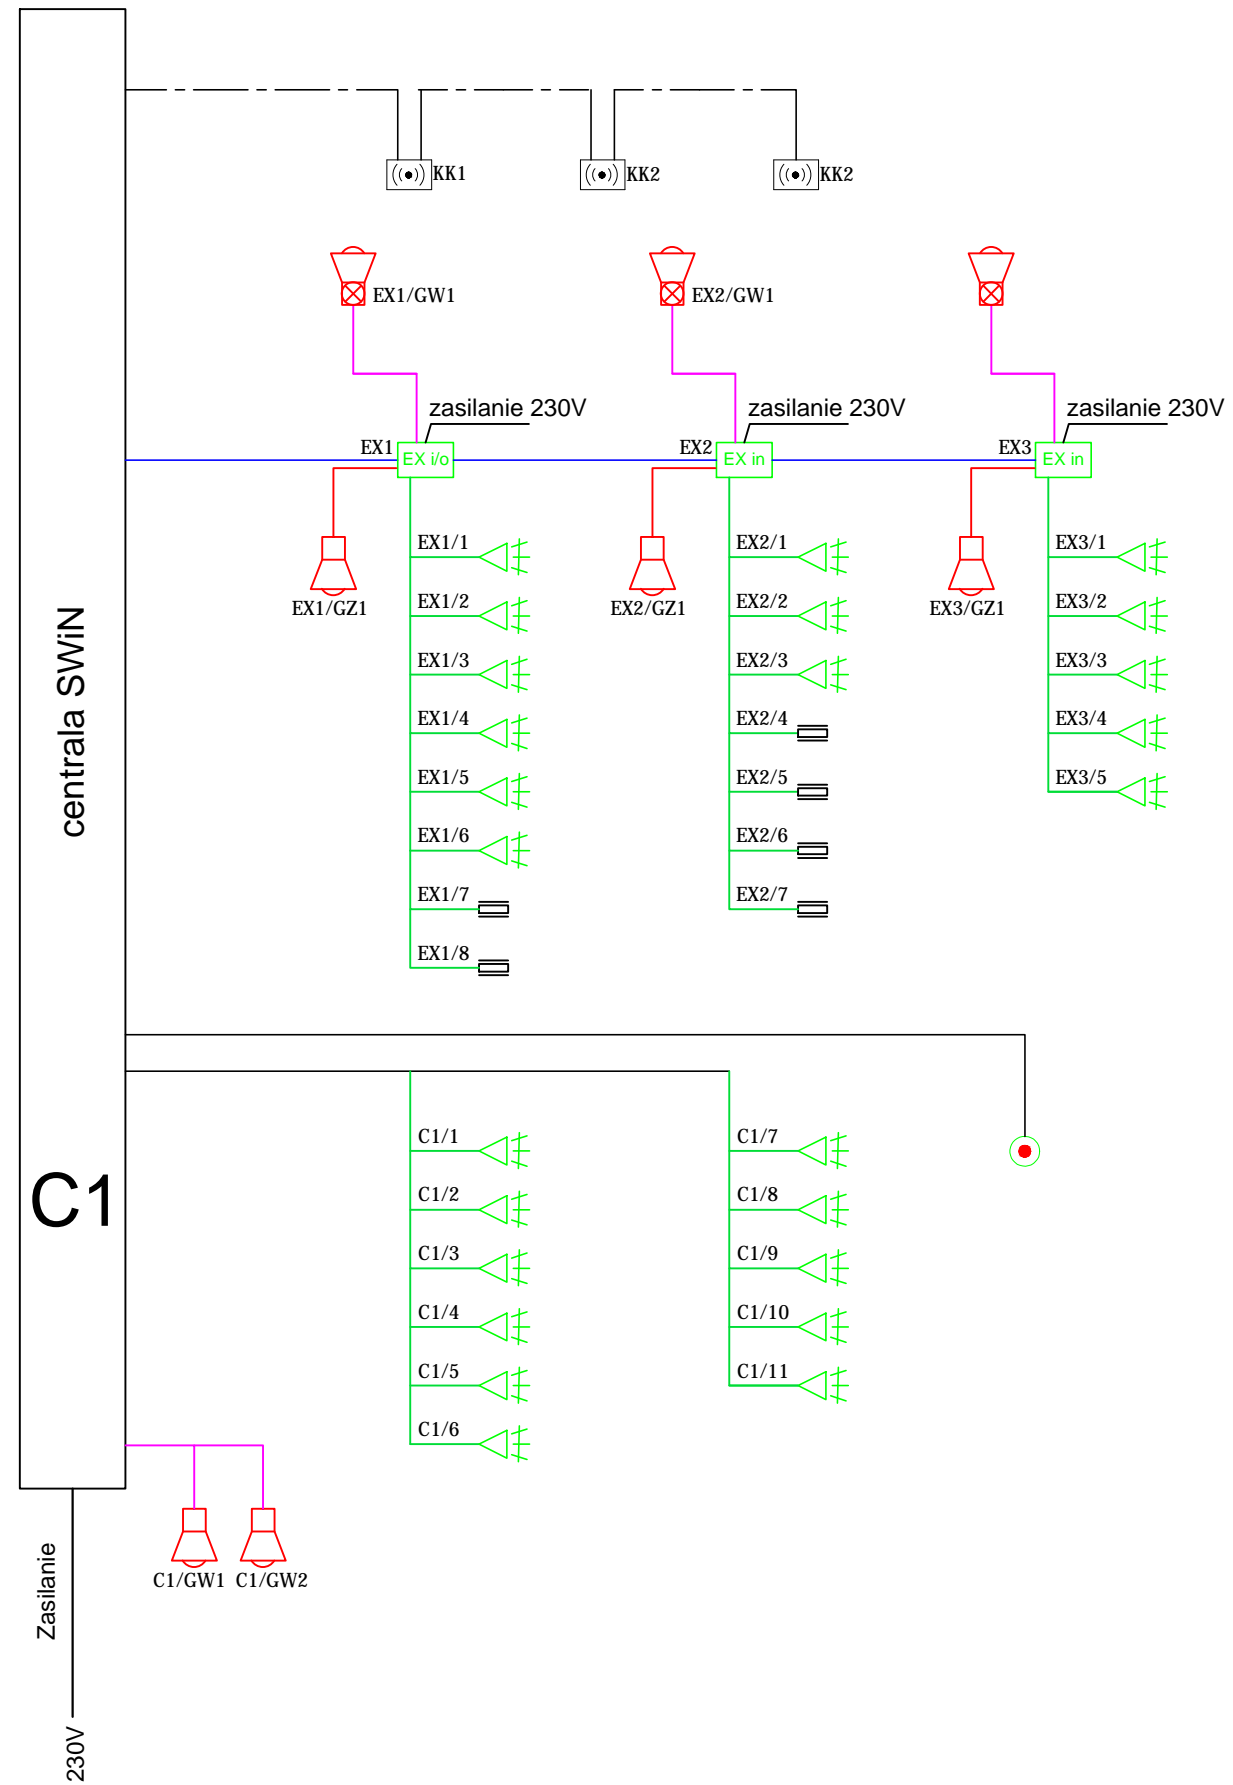 KK1
KK2
KK2
EX1/GW1
EX2/GW1
zasilanie 230V
zasilanie 230V
zasilanie 230V
EX1
EX i/o
EX2
EX in
EX3
EX in
EX1/GZ1
EX2/GZ1
EX3/GZ1
EX1/1
EX1/2
EX1/3
EX1/4
EX1/5
EX1/6
EX1/7
EX1/8
EX2/1
EX2/2
EX2/3
EX2/4
EX2/5
EX2/6
EX2/7
EX3/1
EX3/2
EX3/3
EX3/4
EX3/5
centrala SWiN
C1
C1/1
C1/2
C1/3
C1/4
C1/5
C1/6
C1/7
C1/8
C1/9
C1/10
C1/11
C1/GW1
C1/GW2
Zasilanie
230V